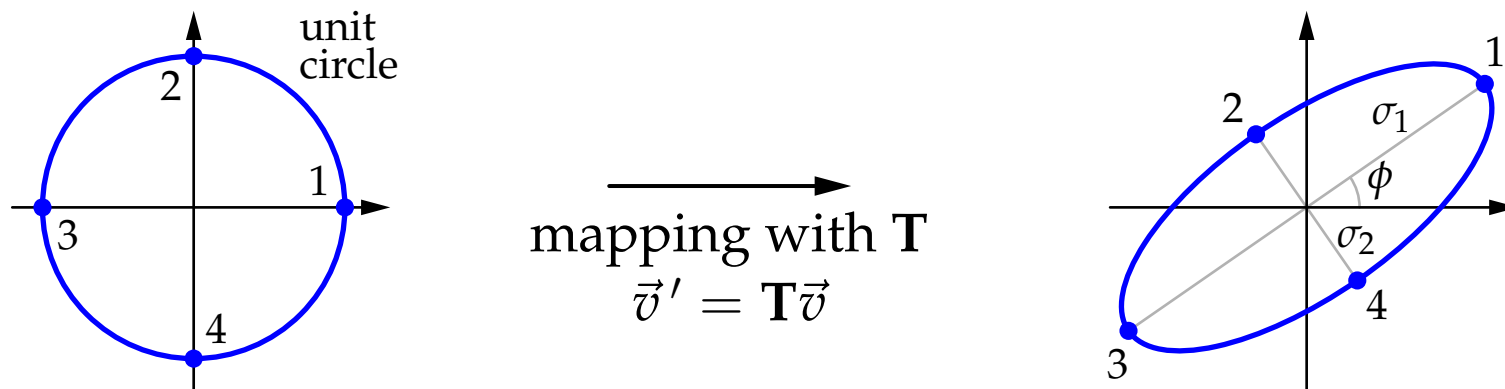 unit
circle
2
1
3
4
mapping with T
v⃗ ′ = Tv⃗
1
2
σ₁
ϕ
σ₂
4
3